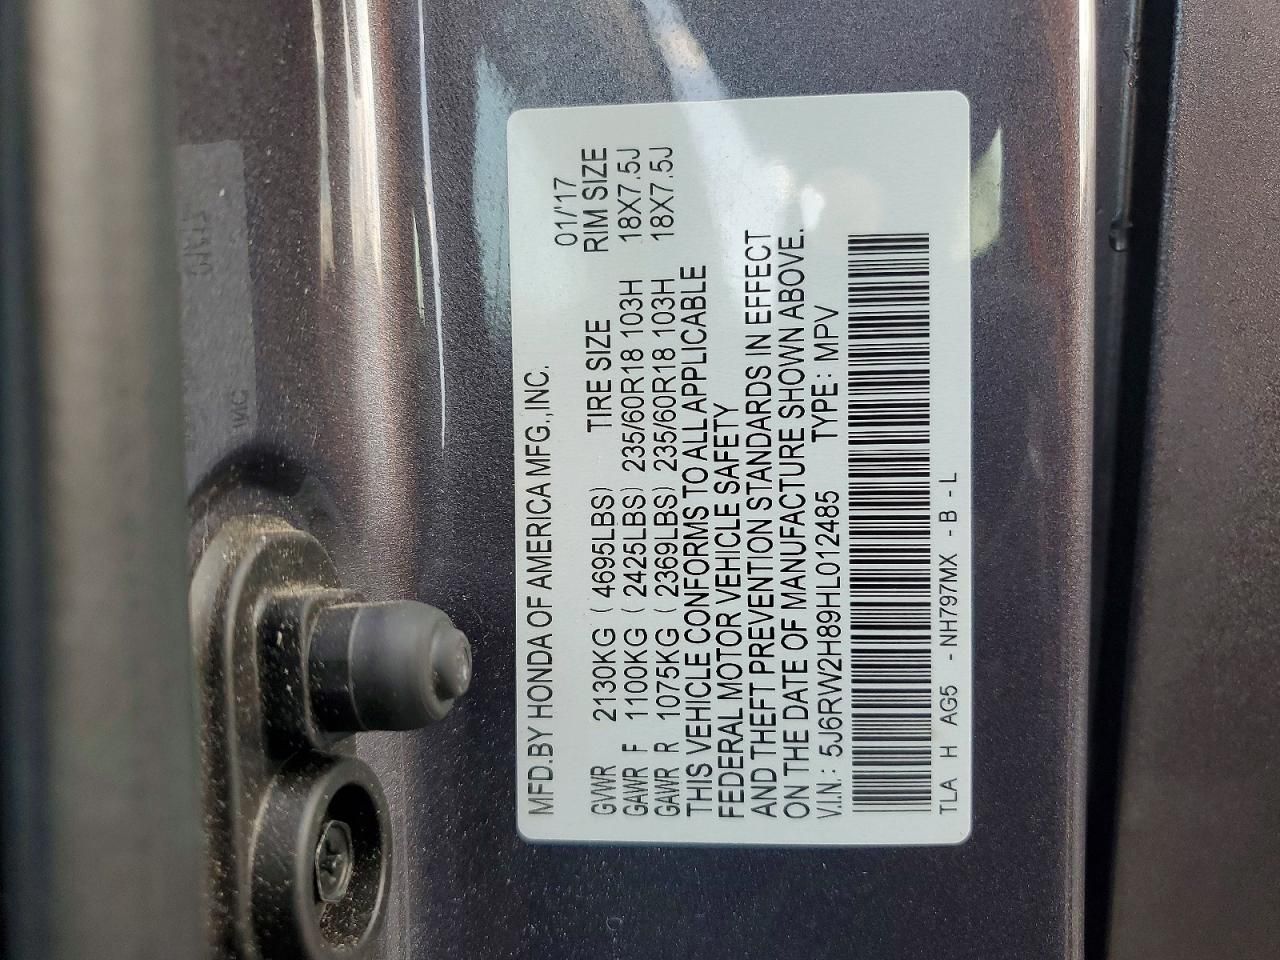 MFD.BY HONDA OF AMERICA MFG.,INC. 01/'17
GVWR 2130KG ( 4695LBS) TIRE SIZE RIM SIZE
GAWR F 1100KG ( 2425LBS) 235/60R18 103H 18X7.5J
GAWR R 1075KG ( 2369LBS) 235/60R18 103H 18X7.5J
THIS VEHICLE CONFORMS TO ALL APPLICABLE
FEDERAL MOTOR VEHICLE SAFETY
AND THEFT PREVENTION STANDARDS IN EFFECT
ON THE DATE OF MANUFACTURE SHOWN ABOVE.
V.I.N.: 5J6RW2H89HL012485 TYPE : MPV
TLA H AG5 - NH797MX - B - L